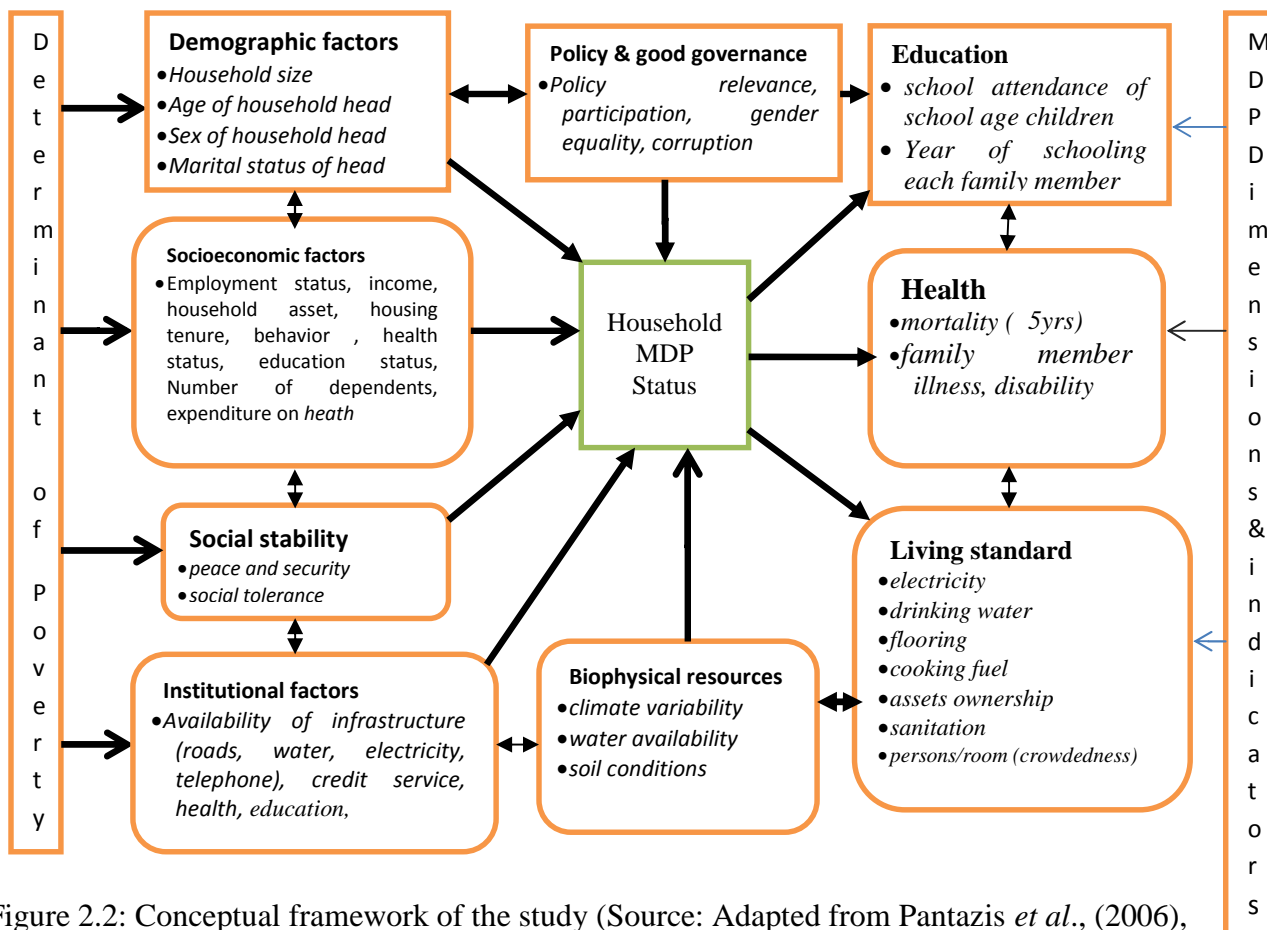 Determinant of Poverty
Demographic factors
•Household size
•Age of household head
•Sex of household head
•Marital status of head
Policy & good governance
•Policy relevance,
participation, gender
equality, corruption
Education
• school attendance of
school age children
• Year of schooling
each family member
Socioeconomic factors
•Employment status, income,
household asset, housing
tenure, behavior , health
status, education status,
Number of dependents,
expenditure on heath
Household
MDP
Status
Health
•mortality ( 5yrs)
•family member
illness, disability
Social stability
•peace and security
•social tolerance
Living standard
•electricity
•drinking water
•flooring
•cooking fuel
•assets ownership
•sanitation
•persons/room (crowdedness)
Institutional factors
•Availability of infrastructure
(roads, water, electricity,
telephone), credit service,
health, education,
Biophysical resources
•climate variability
•water availability
•soil conditions
MDP Dimensions & indicators
Figure 2.2: Conceptual framework of the study (Source: Adapted from Pantazis et al., (2006),